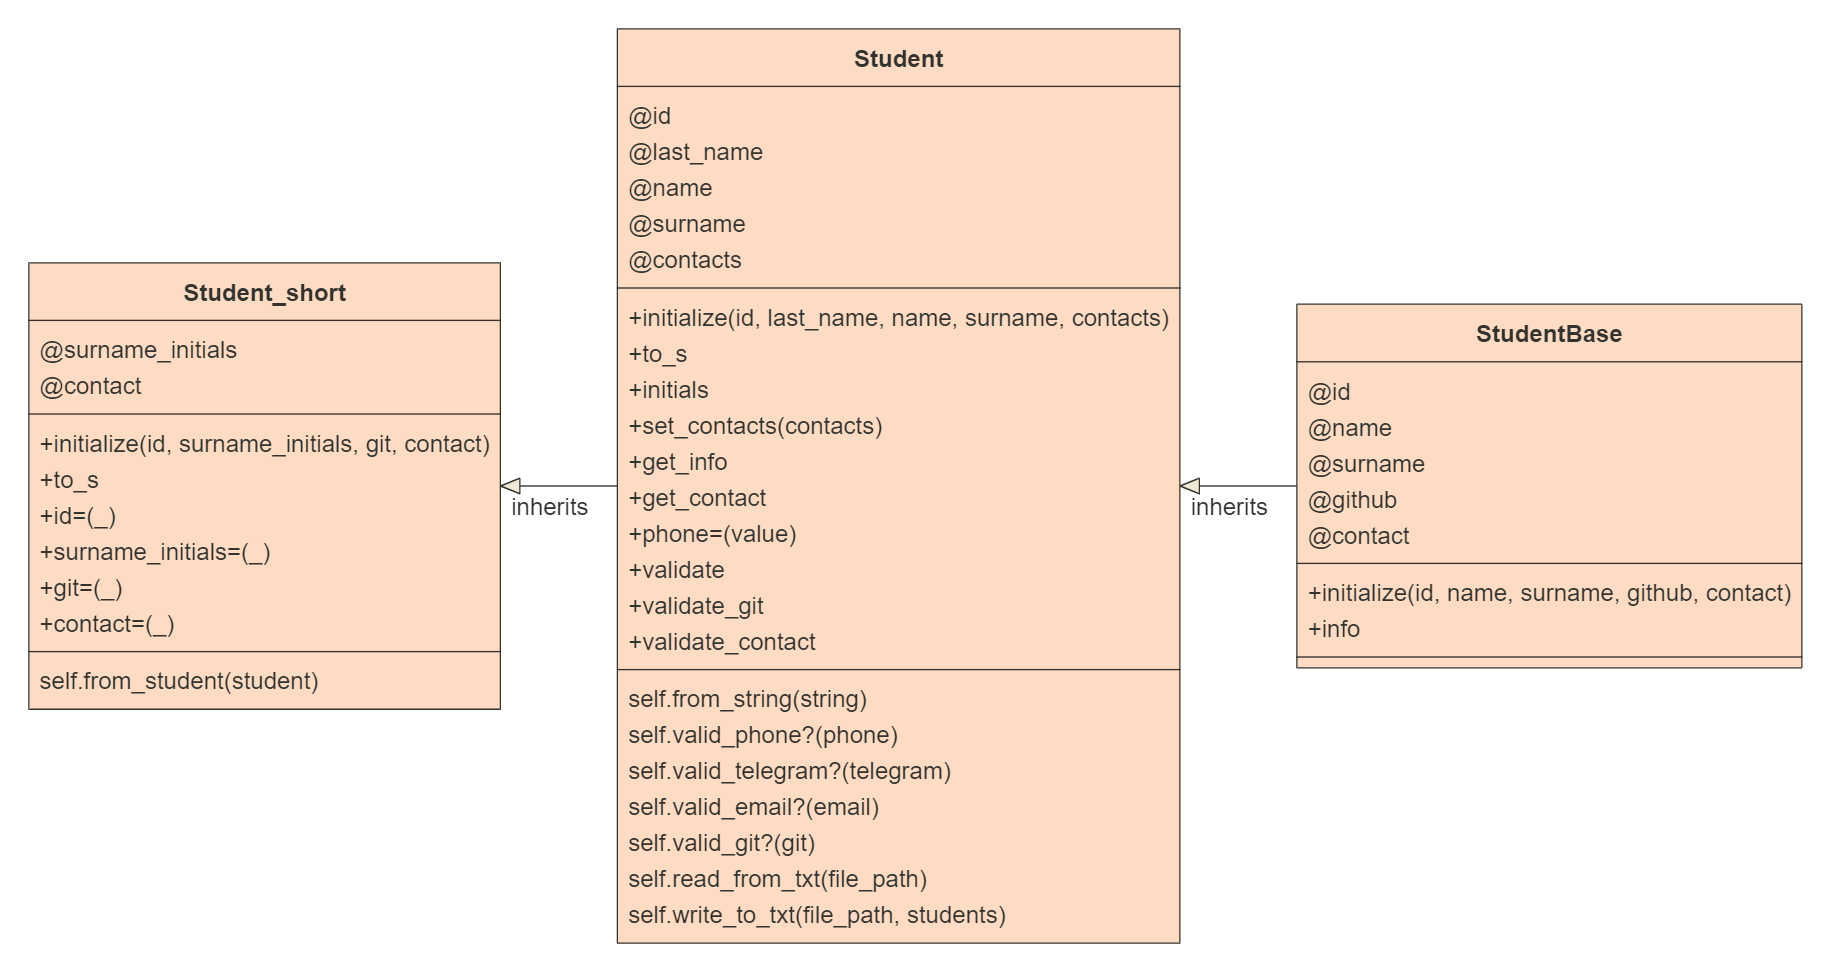 Student_short
@surname_initials
@contact
+initialize(id, surname_initials, git, contact)
+to_s
+id=(_)
+surname_initials=(_)
+git=(_)
+contact=(_)
self.from_student(student)
inherits
Student
@id
@last_name
@name
@surname
@contacts
+initialize(id, last_name, name, surname, contacts)
+to_s
+initials
+set_contacts(contacts)
+get_info
+get_contact
+phone=(value)
+validate
+validate_git
+validate_contact
self.from_string(string)
self.valid_phone?(phone)
self.valid_telegram?(telegram)
self.valid_email?(email)
self.valid_git?(git)
self.read_from_txt(file_path)
self.write_to_txt(file_path, students)
inherits
StudentBase
@id
@name
@surname
@github
@contact
+initialize(id, name, surname, github, contact)
+info